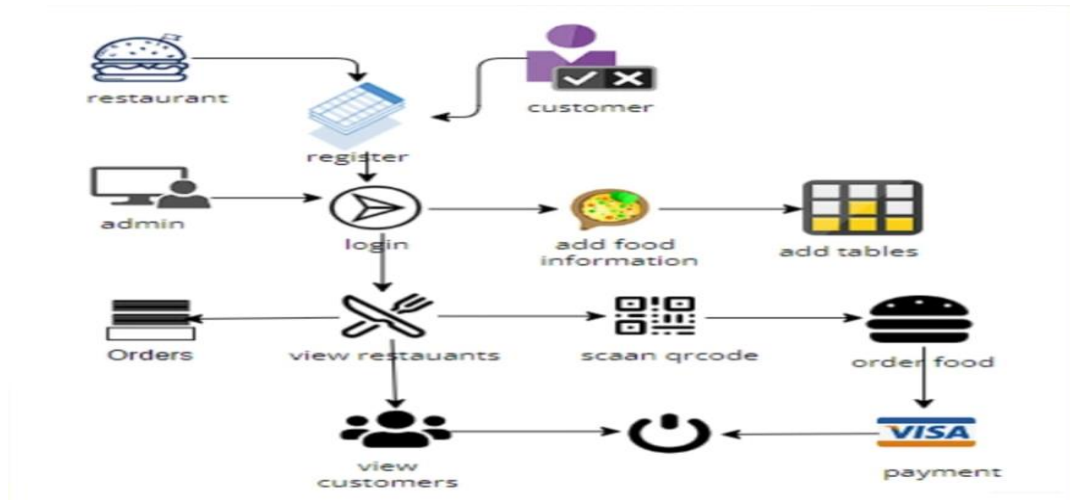 restaurant
customer
register
admin
login
add food
information
add tables
Orders
view restauants
scaan qrcode
order food
VISA
view
customers
payment